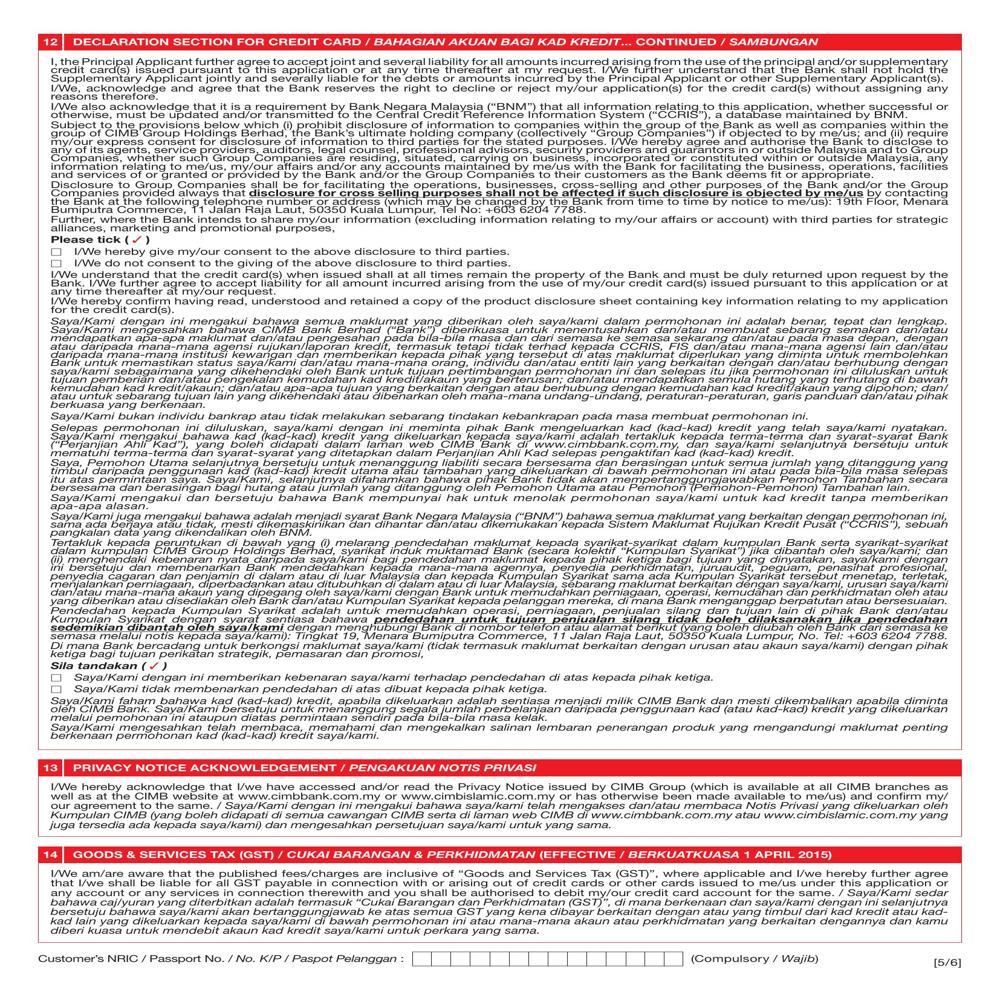 12 DECLARATION SECTION FOR CREDIT CARD / BAHAGIAN AKUAN BAGI KAD KREDIT... CONTINUED / SAMBUNGAN
I, the Principal Applicant further agree to accept joint and several liability for all amounts incurred arising from the use of the principal and/or supplementary
credit card(s) issued pursuant to this application or at any time thereafter at my request. I/We further understand that the Bank shall not hold the
Supplementary Applicant jointly and severally liable for the debts or amounts incurred by the Principal Applicant or other Supplementary Applicant(s).
I/We, acknowledge and agree that the Bank reserves the right to decline or reject my/our application(s) for the credit card(s) without assigning any
reasons therefore.
I/We also acknowledge that it is a requirement by Bank Negara Malaysia (“BNM”) that all information relating to this application, whether successful or
otherwise, must be updated and/or transmitted to the Central Credit Reference Information System (“CCRIS”), a database maintained by BNM.
Subject to the provisions below which (i) prohibit disclosure of information to companies within the group of the Bank as well as companies within the
group of CIMB Group Holdings Berhad, the Bank's ultimate holding company (collectively “Group Companies”) if objected to by me/us; and (ii) require
my/our express consent for disclosure of information to third parties for the stated purposes. I/We hereby agree and authorise the Bank to disclose to
any of its agents, service providers, auditors, legal counsel, professional advisors, security providers and guarantors in or outside Malaysia and to Group
Companies, whether such Group Companies are residing, situated, carrying on business, incorporated or constituted within or outside Malaysia, any
information relating to me/us, my/our affairs and/or any accounts maintained by me/us with the Bank for facilitating the business, operations, facilities
and services of or granted or provided by the Bank and/or the Group Companies to their customers as the Bank deems fit or appropriate.
Disclosure to Group Companies shall be for facilitating the operations, businesses, cross-selling and other purposes of the Bank and/or the Group
Companies provided always that disclosure for cross selling purposes shall not be affected if such disclosure is objected by me/us by contacting
the Bank at the following telephone number or address (which may be changed by the Bank from time to time by notice to me/us): 19th Floor, Menara
Bumiputra Commerce, 11 Jalan Raja Laut, 50350 Kuala Lumpur, Tel No: +603 6204 7788.
Further, where the Bank intends to share my/our information (excluding information relating to my/our affairs or account) with third parties for strategic
alliances, marketing and promotional purposes,
Please tick ( ✓ )
☐ I/We hereby give my/our consent to the above disclosure to third parties.
☐ I/We do not consent to the giving of the above disclosure to third parties.
I/We understand that the credit card(s) when issued shall at all times remain the property of the Bank and must be duly returned upon request by the
Bank. I/We further agree to accept liability for all amount incurred arising from the use of my/our credit card(s) issued pursuant to this application or at
any time thereafter at my/our request.
I/We hereby confirm having read, understood and retained a copy of the product disclosure sheet containing key information relating to my application
for the credit card(s).
Saya/Kami dengan ini mengakui bahawa semua maklumat yang diberikan oleh saya/kami dalam permohonan ini adalah benar, tepat dan lengkap.
Saya/Kami mengesahkan bahawa CIMB Bank Berhad (“Bank”) diberikuasa untuk menentusahkan dan/atau membuat sebarang semakan dan/atau
mendapatkan apa-apa maklumat dan/atau pengesahan pada bila-bila masa dan dari semasa ke semasa sekarang dan/atau pada masa depan, dengan
atau daripada mana-mana agensi rujukan/laporan kredit, termasuk tetapi tidak terhad kepada CCRIS, FIS dan/atau mana-mana agensi lain dan/atau
daripada mana-mana institusi kewangan dan memberikan kepada pihak yang tersebut di atas maklumat diperlukan yang diminta untuk membolehkan
Bank untuk memastikan status saya/kami dan/atau mana-mana orang, individu dan/atau entiti lain yang berkaitan dengan dan/atau berhubung dengan
saya/kami sebagaimana yang dikehendaki oleh Bank untuk tujuan pertimbangan permohonan ini dan selepas itu jika permohonan ini diluluskan untuk
tujuan pemberian dan/atau pengekalan kemudahan kad kredit/akaun yang berterusan; dan/atau mendapatkan semula hutang yang terhutang di bawah
kemudahan kad kredit/akaun; dan/atau apa-apa tujuan yang berkaitan dengan atau berhubung dengan kemudahan kad kredit/akaun yang dipohon; dan/
atau untuk sebarang tujuan lain yang dikehendaki atau dibenarkan oleh mana-mana undang-undang, peraturan-peraturan, garis panduan dan/atau pihak
berkuasa yang berkenaan.
Saya/Kami bukan individu bankrap atau tidak melakukan sebarang tindakan kebankrapan pada masa membuat permohonan ini.
Selepas permohonan ini diluluskan, saya/kami dengan ini meminta pihak Bank mengeluarkan kad (kad-kad) kredit yang telah saya/kami nyatakan.
Saya/Kami mengakui bahawa kad (kad-kad) kredit yang dikeluarkan kepada saya/kami adalah tertakluk kepada terma-terma dan syarat-syarat Bank
(“Perjanjian Ahli Kad”), yang boleh didapati dalam laman web CIMB Bank di www.cimbbank.com.my, dan saya/kami selanjutnya bersetuju untuk
mematuhi terma-terma dan syarat-syarat yang ditetapkan dalam Perjanjian Ahli Kad selepas pengaktifan kad (kad-kad) kredit.
Saya, Pemohon Utama selanjutnya bersetuju untuk menanggung liabiliti secara bersesama dan berasingan untuk semua jumlah yang ditanggung yang
timbul daripada penggunaan kad (kad-kad) kredit utama atau tambahan yang dikeluarkan di bawah permohonan ini atau pada bila-bila masa selepas
itu atas permintaan saya. Saya/Kami, selanjutnya difahamkan bahawa pihak Bank tidak akan mempertanggungjawabkan Pemohon Tambahan secara
bersesama dan berasingan bagi hutang atau jumlah yang ditanggung oleh Pemohon Utama atau Pemohon (Pemohon-Pemohon) Tambahan lain.
Saya/Kami mengakui dan bersetuju bahawa Bank mempunyai hak untuk menolak permohonan saya/kami untuk kad kredit tanpa memberikan
apa-apa alasan.
Saya/Kami juga mengakui bahawa adalah menjadi syarat Bank Negara Malaysia (“BNM”) bahawa semua maklumat yang berkaitan dengan permohonan ini,
sama ada berjaya atau tidak, mesti dikemaskinikan dan dihantar dan/atau dikemukakan kepada Sistem Maklumat Rujukan Kredit Pusat (“CCRIS”), sebuah
pangkalan data yang dikendalikan oleh BNM.
Tertakluk kepada peruntukan di bawah yang (i) melarang pendedahan maklumat kepada syarikat-syarikat dalam kumpulan Bank serta syarikat-syarikat
dalam kumpulan CIMB Group Holdings Berhad, syarikat induk muktamad Bank (secara kolektif “Kumpulan Syarikat”) jika dibantah oleh saya/kami; dan
(ii) menghendaki kebenaran nyata daripada saya/kami bagi pendedahan maklumat kepada pihak ketiga bagi tujuan yang dinyatakan, saya/kami dengan
ini bersetuju dan membenarkan Bank mendedahkan kepada mana-mana agennya, penyedia perkhidmatan, juruaudit, peguam, penasihat profesional,
penyedia cagaran dan penjamin di dalam atau di luar Malaysia dan kepada Kumpulan Syarikat sama ada Kumpulan Syarikat tersebut menetap, terletak,
menjalankan perniagaan, diperbadankan atau ditubuhkan di dalam atau di luar Malaysia, sebarang maklumat berkaitan dengan saya/kami, urusan saya/kami
dan/atau mana-mana akaun yang dipegang oleh saya/kami dengan Bank untuk memudahkan perniagaan, operasi, kemudahan dan perkhidmatan oleh atau
yang diberikan atau disediakan oleh Bank dan/atau Kumpulan Syarikat kepada pelanggan mereka, di mana Bank menganggap berpatutan atau bersesuaian.
Pendedahan kepada Kumpulan Syarikat adalah untuk memudahkan operasi, perniagaan, penjualan silang dan tujuan lain di pihak Bank dan/atau
Kumpulan Syarikat dengan syarat sentiasa bahawa pendedahan untuk tujuan penjualan silang tidak boleh dilaksanakan jika pendedahan
sedemikian dibantah oleh saya/kami dengan menghubungi Bank di nombor telefon atau alamat berikut (yang boleh diubah oleh Bank dari semasa ke
semasa melalui notis kepada saya/kami): Tingkat 19, Menara Bumiputra Commerce, 11 Jalan Raja Laut, 50350 Kuala Lumpur, No. Tel: +603 6204 7788.
Di mana Bank bercadang untuk berkongsi maklumat saya/kami (tidak termasuk maklumat berkaitan dengan urusan atau akaun saya/kami) dengan pihak
ketiga bagi tujuan perikatan strategik, pemasaran dan promosi,
Sila tandakan ( ✓ )
☐ Saya/Kami dengan ini memberikan kebenaran saya/kami terhadap pendedahan di atas kepada pihak ketiga.
☐ Saya/Kami tidak membenarkan pendedahan di atas dibuat kepada pihak ketiga.
Saya/Kami faham bahawa kad (kad-kad) kredit, apabila dikeluarkan adalah sentiasa menjadi milik CIMB Bank dan mesti dikembalikan apabila diminta
oleh CIMB Bank. Saya/Kami bersetuju untuk menanggung segala jumlah perbelanjaan daripada penggunaan kad (atau kad-kad) kredit yang dikeluarkan
melalui pemohonan ini ataupun diatas permintaan sendiri pada bila-bila masa kelak.
Saya/Kami mengesahkan telah membaca, memahami dan mengekalkan salinan lembaran penerangan produk yang mengandungi maklumat penting
berkenaan permohonan kad (kad-kad) kredit saya/kami.
13 PRIVACY NOTICE ACKNOWLEDGEMENT / PENGAKUAN NOTIS PRIVASI
I/We hereby acknowledge that I/we have accessed and/or read the Privacy Notice issued by CIMB Group (which is available at all CIMB branches as
well as at the CIMB website at www.cimbbank.com.my or www.cimbislamic.com.my or has otherwise been made available to me/us) and confirm my/
our agreement to the same. / Saya/Kami dengan ini mengakui bahawa saya/kami telah mengakses dan/atau membaca Notis Privasi yang dikeluarkan oleh
Kumpulan CIMB (yang boleh didapati di semua cawangan CIMB serta di laman web CIMB di www.cimbbank.com.my atau www.cimbislamic.com.my yang
juga tersedia ada kepada saya/kami) dan mengesahkan persetujuan saya/kami untuk yang sama.
14 GOODS & SERVICES TAX (GST) / CUKAI BARANGAN & PERKHIDMATAN (EFFECTIVE / BERKUATKUASA 1 APRIL 2015)
I/We am/are aware that the published fees/charges are inclusive of “Goods and Services Tax (GST)”, where applicable and I/we hereby further agree
that I/we shall be liable for all GST payable in connection with or arising out of credit cards or other cards issued to me/us under this application or
any account or any services in connection therewith and you shall be authorised to debit my/our credit card account for the same. / Saya/Kami sedar
bahawa caj/yuran yang diterbitkan adalah termasuk “Cukai Barangan dan Perkhidmatan (GST)”, di mana berkenaan dan saya/kami dengan ini selanjutnya
bersetuju bahawa saya/kami akan bertanggungjawab ke atas semua GST yang kena dibayar berkaitan dengan atau yang timbul dari kad kredit atau kad-
kad lain yang dikeluarkan kepada saya/kami di bawah permohonan ini atau mana-mana akaun atau perkhidmatan yang berkaitan dengannya dan kamu
diberi kuasa untuk mendebit akaun kad kredit saya/kami untuk perkara yang sama.
Customer's NRIC / Passport No. / No. K/P / Paspot Pelanggan : (Compulsory / Wajib)
[5/6]